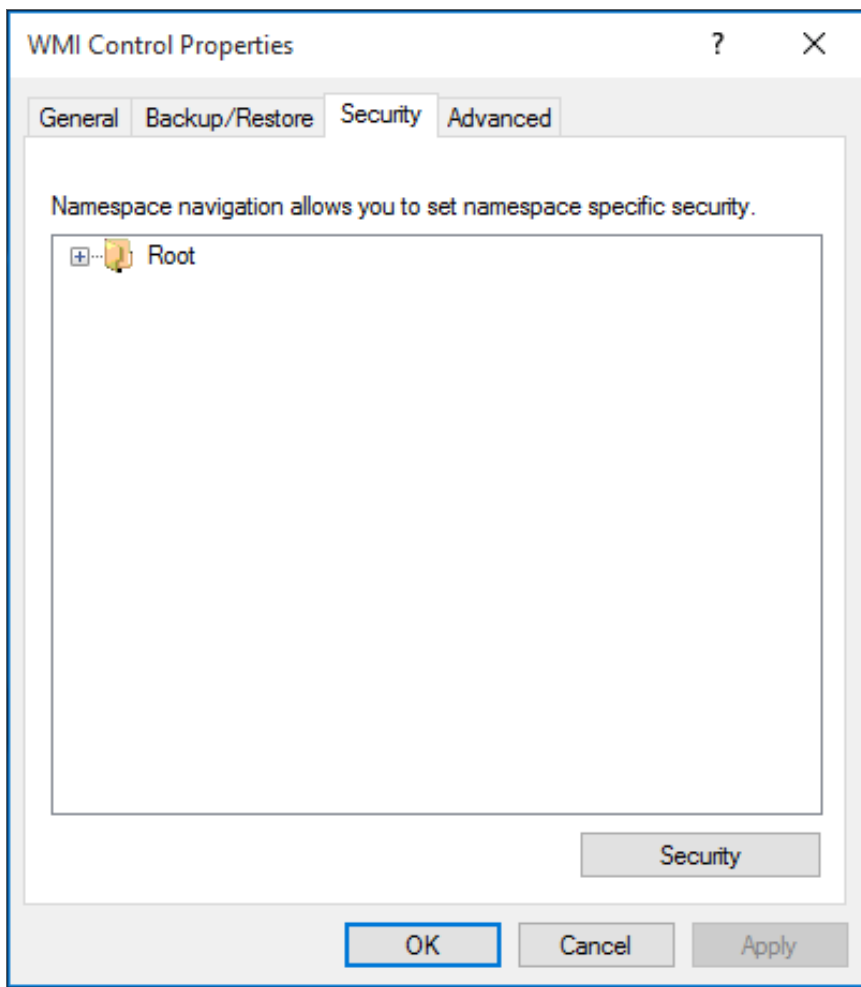 WMI Control Properties ?
General Backup/Restore Security Advanced
Namespace navigation allows you to set namespace specific security.
Root
Security
OK Cancel Apply